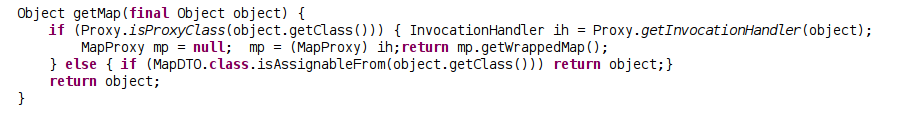 Object getMap(final Object object) {
    if (Proxy.isProxyClass(object.getClass())) { InvocationHandler ih = Proxy.getInvocationHandler(object);
        MapProxy mp = null;  mp = (MapProxy) ih;return mp.getWrappedMap();
    } else { if (MapDTO.class.isAssignableFrom(object.getClass())) return object;}
    return object;
}